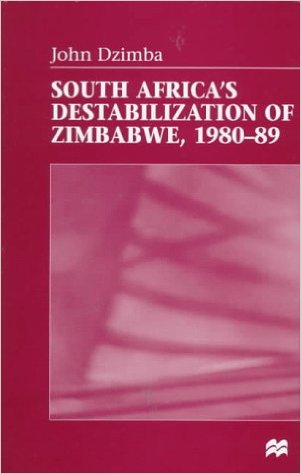 John Dzimba
SOUTH AFRICA'S
DESTABILIZATION OF
ZIMBABWE, 1980–89